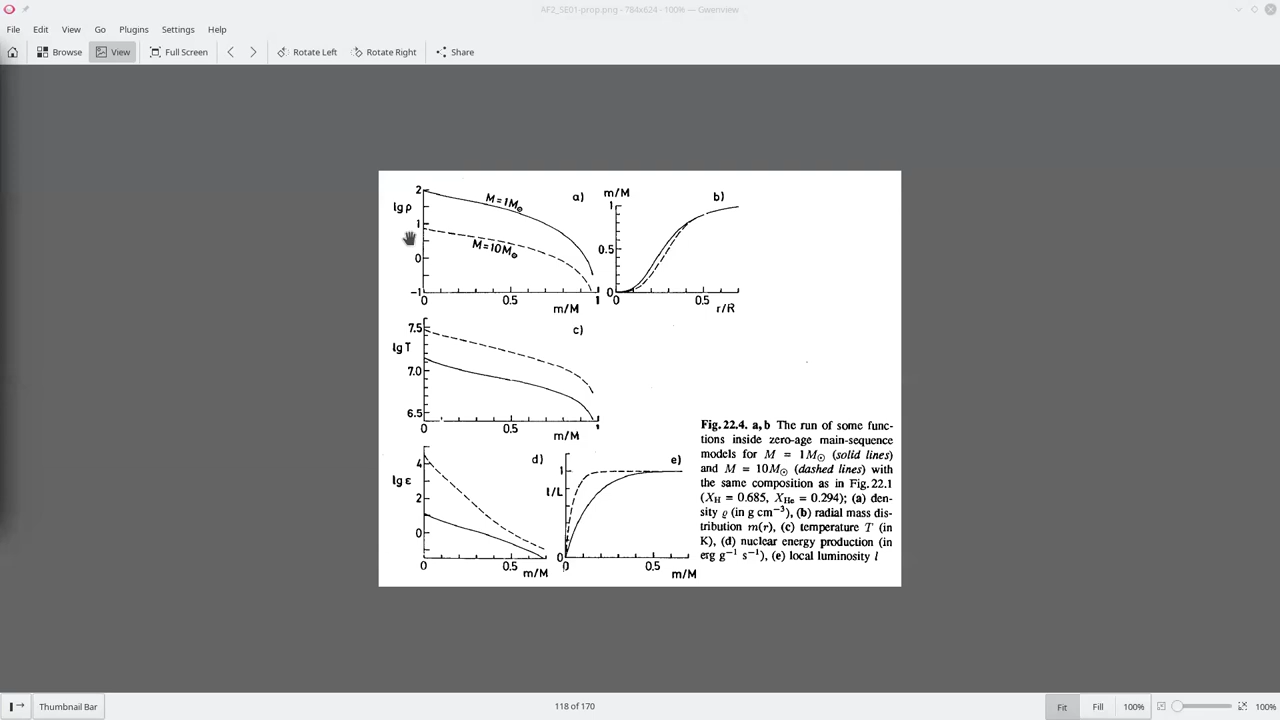 AF2_SE01-prop.png - 784x624 - 100% — Gwenview
File Edit View Go Plugins Settings Help
Browse View Full Screen Rotate Left Rotate Right Share
2
lg ρ
1
0
-1
0 0.5 1
m/M
M = 1M⊙
M = 10M⊙
a)
m/M
b)
1
0.5
0
0 0.5
r/R
c)
7.5
lg T
7.0
6.5
0 0.5 1
m/M
d)
4
lg ε
2
0
0 0.5
m/M
e)
1
l/L
0
0 0.5
m/M
Fig. 22.4. a, b The run of some func-
tions inside zero-age main-sequence
models for M = 1M⊙ (solid lines)
and M = 10M⊙ (dashed lines) with
the same composition as in Fig. 22.1
(X_H = 0.685, X_He = 0.294); (a) den-
sity ϱ (in g cm⁻³), (b) radial mass dis-
tribution m(r), (c) temperature T (in
K), (d) nuclear energy production (in
erg g⁻¹ s⁻¹), (e) local luminosity l
Thumbnail Bar
118 of 170
Fit Fill 100% 100%